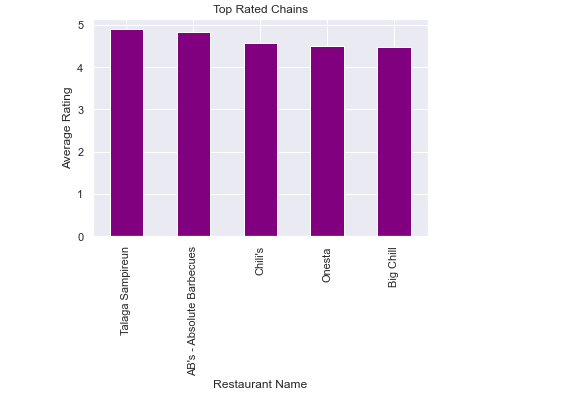 Top Rated Chains
Average Rating
5
4
3
2
1
0
Talaga Sampireun
AB's - Absolute Barbecues
Chili's
Onesta
Big Chill
Restaurant Name